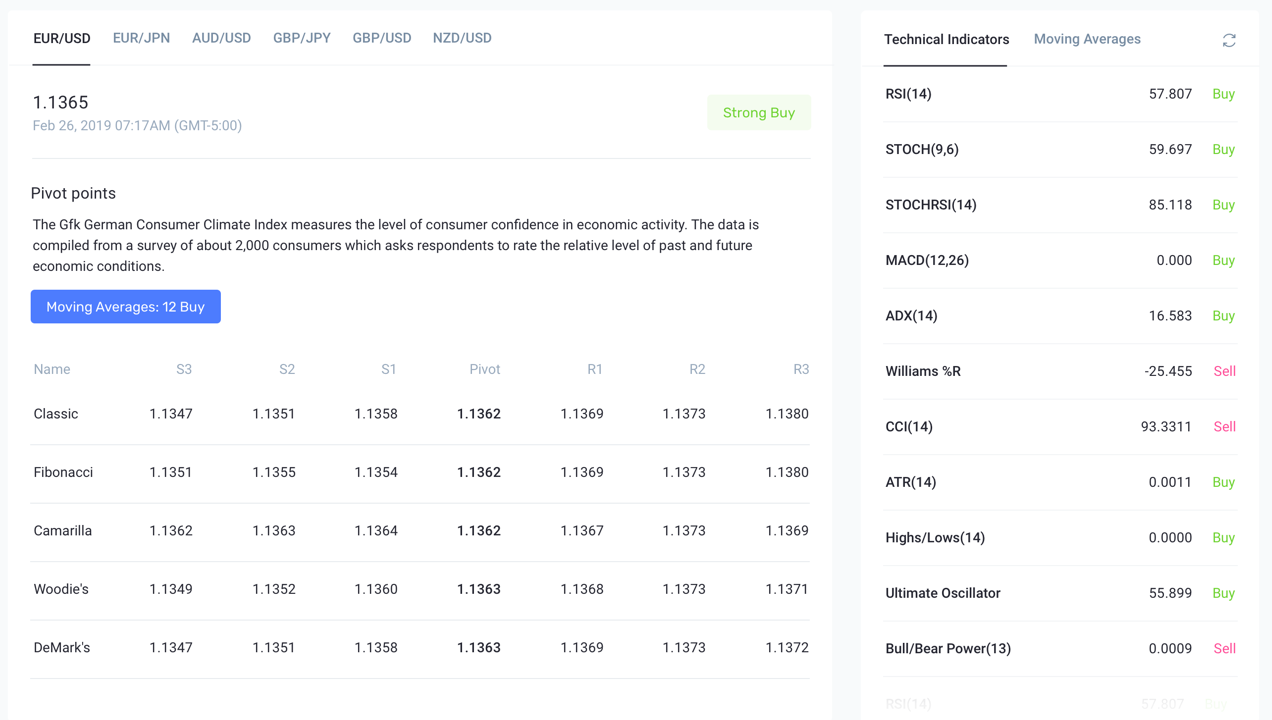 EUR/USD EUR/JPN AUD/USD GBP/JPY GBP/USD NZD/USD
1.1365
Feb 26, 2019 07:17AM (GMT-5:00)
Strong Buy
Pivot points
The Gfk German Consumer Climate Index measures the level of consumer confidence in economic activity. The data is
compiled from a survey of about 2,000 consumers which asks respondents to rate the relative level of past and future
economic conditions.
Moving Averages: 12 Buy
Name S3 S2 S1 Pivot R1 R2 R3
Classic 1.1347 1.1351 1.1358 1.1362 1.1369 1.1373 1.1380
Fibonacci 1.1351 1.1355 1.1354 1.1362 1.1369 1.1373 1.1380
Camarilla 1.1362 1.1363 1.1364 1.1362 1.1367 1.1373 1.1369
Woodie's 1.1349 1.1352 1.1360 1.1363 1.1368 1.1373 1.1371
DeMark's 1.1347 1.1351 1.1358 1.1363 1.1369 1.1373 1.1372
Technical Indicators Moving Averages
RSI(14) 57.807 Buy
STOCH(9,6) 59.697 Buy
STOCHRSI(14) 85.118 Buy
MACD(12,26) 0.000 Buy
ADX(14) 16.583 Buy
Williams %R -25.455 Sell
CCI(14) 93.3311 Sell
ATR(14) 0.0011 Buy
Highs/Lows(14) 0.0000 Buy
Ultimate Oscillator 55.899 Buy
Bull/Bear Power(13) 0.0009 Sell
RSI(14) 57.807 Buy